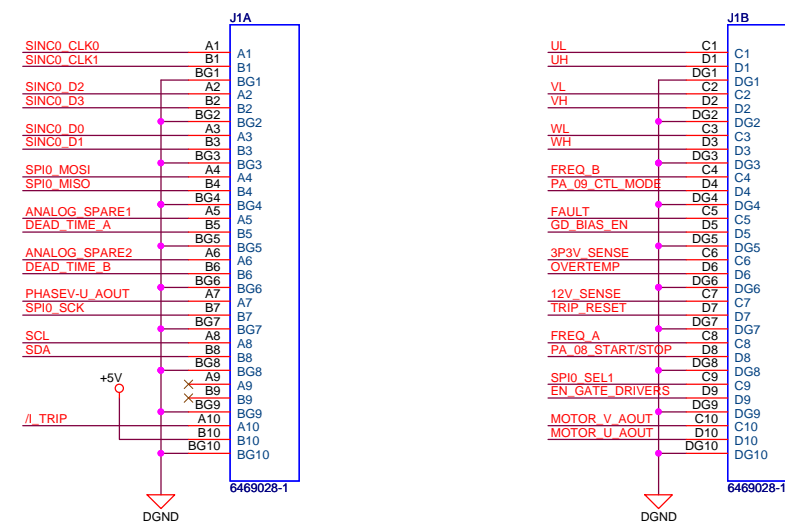 J1A
SINC0_CLK0 A1 A1
SINC0_CLK1 B1 B1
BG1 BG1
SINC0_D2 A2 A2
SINC0_D3 B2 B2
BG2 BG2
SINC0_D0 A3 A3
SINC0_D1 B3 B3
BG3 BG3
SPI0_MOSI A4 A4
SPI0_MISO B4 B4
BG4 BG4
ANALOG_SPARE1 A5 A5
DEAD_TIME_A B5 B5
BG5 BG5
ANALOG_SPARE2 A6 A6
DEAD_TIME_B B6 B6
BG6 BG6
PHASEV-U_AOUT A7 A7
SPI0_SCK B7 B7
BG7 BG7
SCL A8 A8
SDA B8 B8
BG8 BG8
+5V A9 A9
B9 B9
BG9 BG9
/I_TRIP A10 A10
B10 B10
BG10 BG10
6469028-1
DGND
J1B
UL C1 C1
UH D1 D1
DG1 DG1
VL C2 C2
VH D2 D2
DG2 DG2
WL C3 C3
WH D3 D3
DG3 DG3
FREQ_B C4 C4
PA_09_CTL_MODE D4 D4
DG4 DG4
FAULT C5 C5
GD_BIAS_EN D5 D5
DG5 DG5
3P3V_SENSE C6 C6
OVERTEMP D6 D6
DG6 DG6
12V_SENSE C7 C7
TRIP_RESET D7 D7
DG7 DG7
FREQ_A C8 C8
PA_08_START/STOP D8 D8
DG8 DG8
SPI0_SEL1 C9 C9
EN_GATE_DRIVERS D9 D9
DG9 DG9
MOTOR_V_AOUT C10 C10
MOTOR_U_AOUT D10 D10
DG10 DG10
6469028-1
DGND